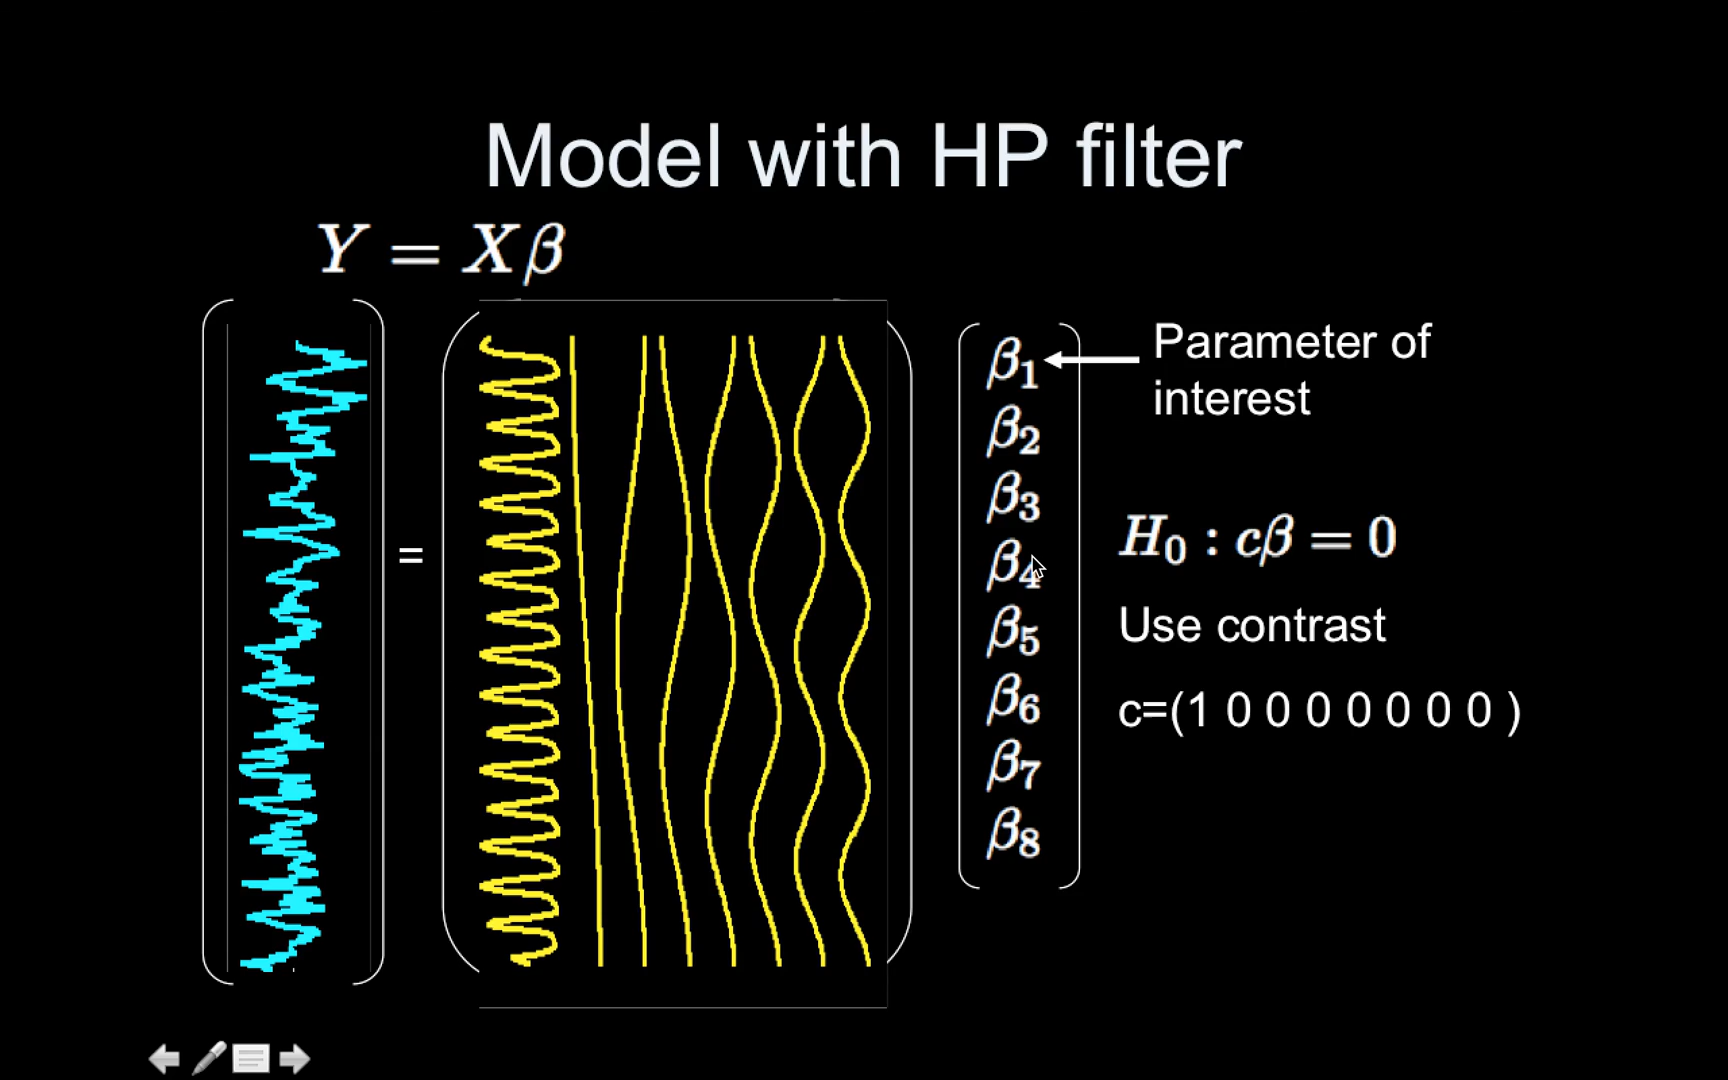 Model with HP filter
Y = Xβ
=
β1
β2
β3
β4
β5
β6
β7
β8
Parameter of
interest
H0 : cβ = 0
Use contrast
c=(1 0 0 0 0 0 0 0 )